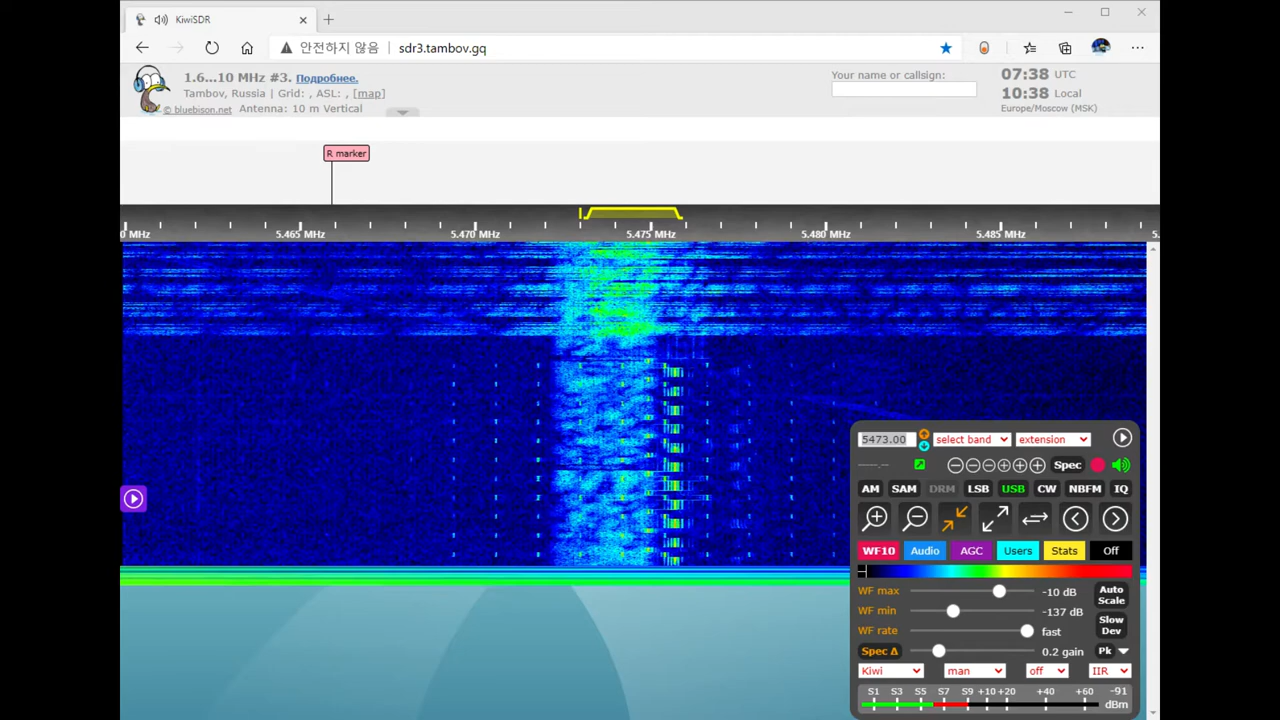 KiwiSDR
안전하지 않음 sdr3.tambov.gq
1.6...10 MHz #3. Подробнее.
Tambov, Russia | Grid: , ASL: , [map]
© bluebison.net Antenna: 10 m Vertical
Your name or callsign:
07:38 UTC
10:38 Local
Europe/Moscow (MSK)
R marker
0 MHz 5.465 MHz 5.470 MHz 5.475 MHz 5.480 MHz 5.485 MHz 5.
5473.00 select band extension
Spec
AM SAM DRM LSB USB CW NBFM IQ
WF10 Audio AGC Users Stats Off
WF max -10 dB Auto Scale
WF min -137 dB
WF rate fast Slow Dev
Spec Δ 0.2 gain Pk
Kiwi man off IIR
S1 S3 S5 S7 S9 +10 +20 +40 +60 -91
dBm